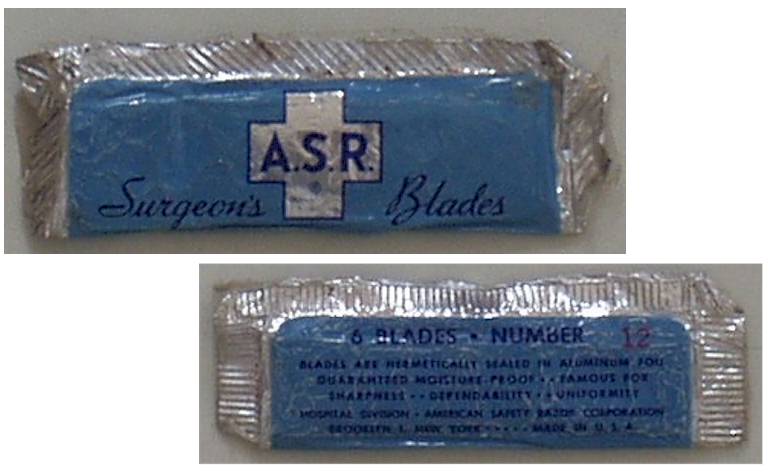 A.S.R.
Surgeon's Blades
6 BLADES • NUMBER 12
BLADES ARE HERMETICALLY SEALED IN ALUMINUM FOIL
GUARANTEED MOISTURE-PROOF • • FAMOUS FOR
SHARPNESS • • DEPENDABILITY • • UNIFORMITY
HOSPITAL DIVISION • AMERICAN SAFETY RAZOR CORPORATION
BROOKLYN 1, NEW YORK • • • • • MADE IN U. S. A.